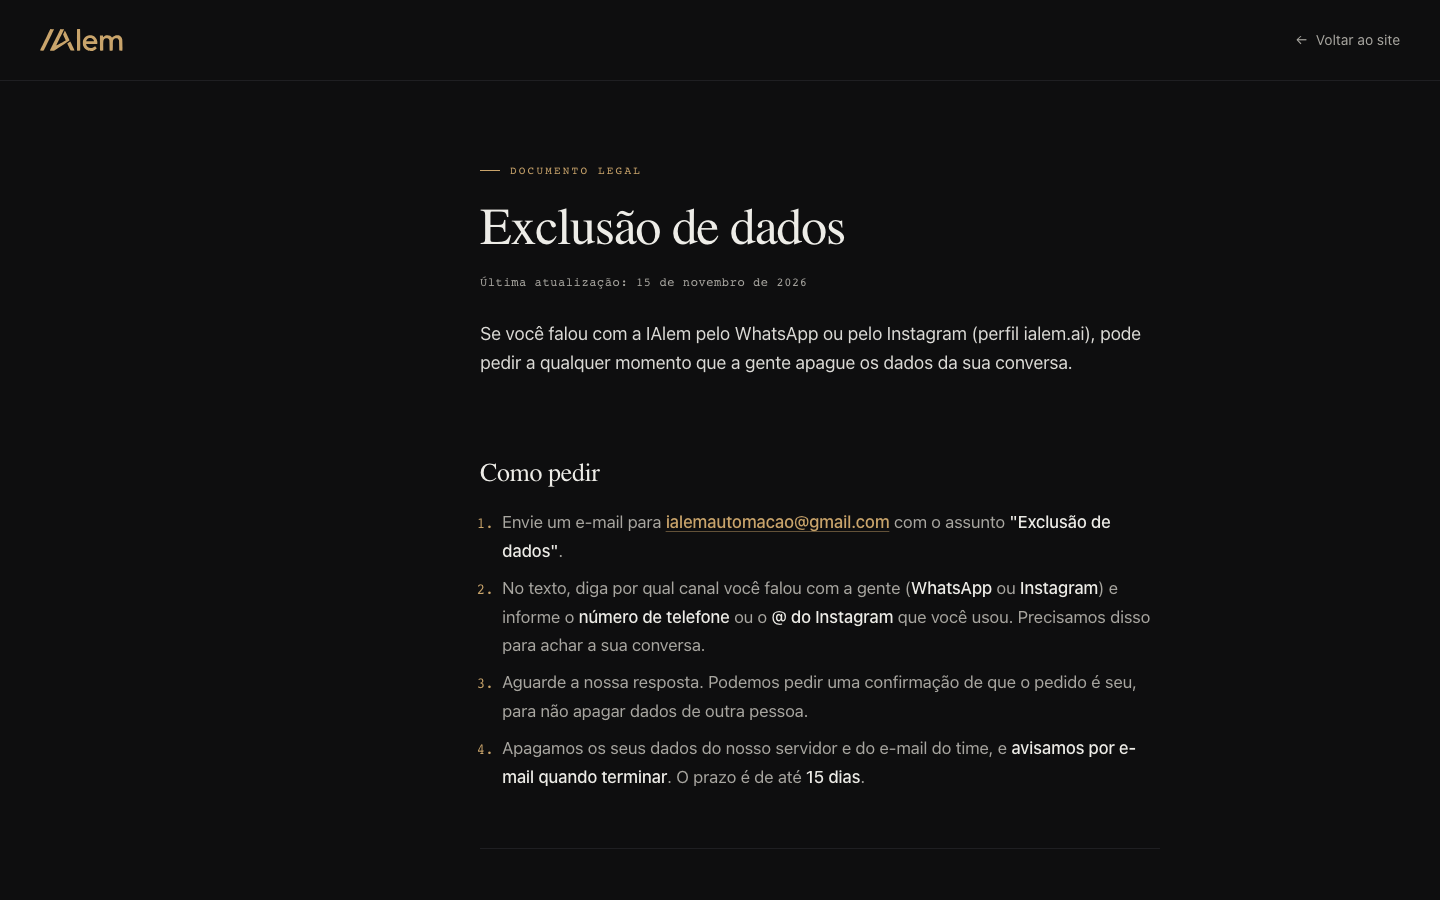 IAlem
← Voltar ao site
DOCUMENTO LEGAL
Exclusão de dados
Última atualização: 15 de novembro de 2026
Se você falou com a IAlem pelo WhatsApp ou pelo Instagram (perfil ialem.ai), pode
pedir a qualquer momento que a gente apague os dados da sua conversa.
Como pedir
1. Envie um e-mail para ialemautomacao@gmail.com com o assunto "Exclusão de
dados".
2. No texto, diga por qual canal você falou com a gente (WhatsApp ou Instagram) e
informe o número de telefone ou o @ do Instagram que você usou. Precisamos disso
para achar a sua conversa.
3. Aguarde a nossa resposta. Podemos pedir uma confirmação de que o pedido é seu,
para não apagar dados de outra pessoa.
4. Apagamos os seus dados do nosso servidor e do e-mail do time, e avisamos por e-
mail quando terminar. O prazo é de até 15 dias.